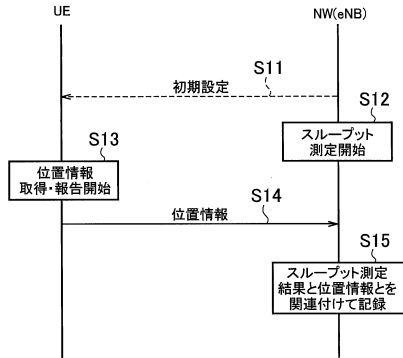 UE
NW(eNB)
S11
初期設定
S12
スループット
測定開始
S13
位置情報
取得・報告開始
S14
位置情報
S15
スループット測定
結果と位置情報とを
関連付けて記録